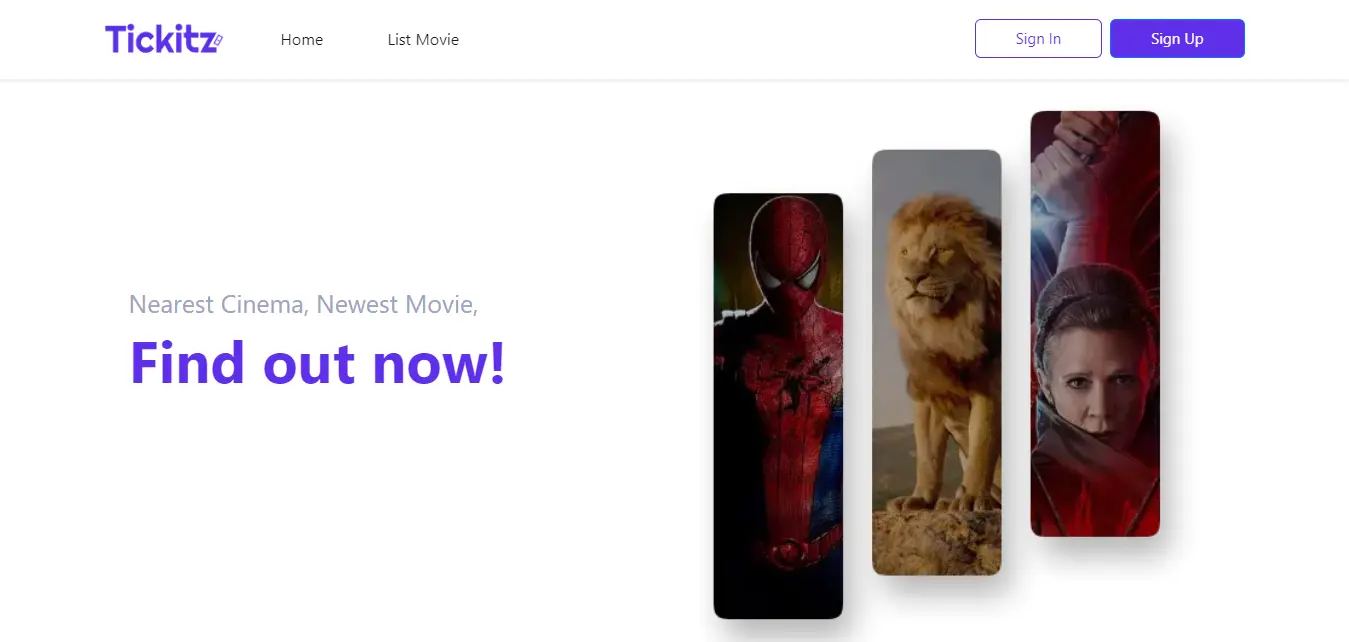 Tickitz
Home
List Movie
Sign In
Sign Up
Nearest Cinema, Newest Movie,
Find out now!